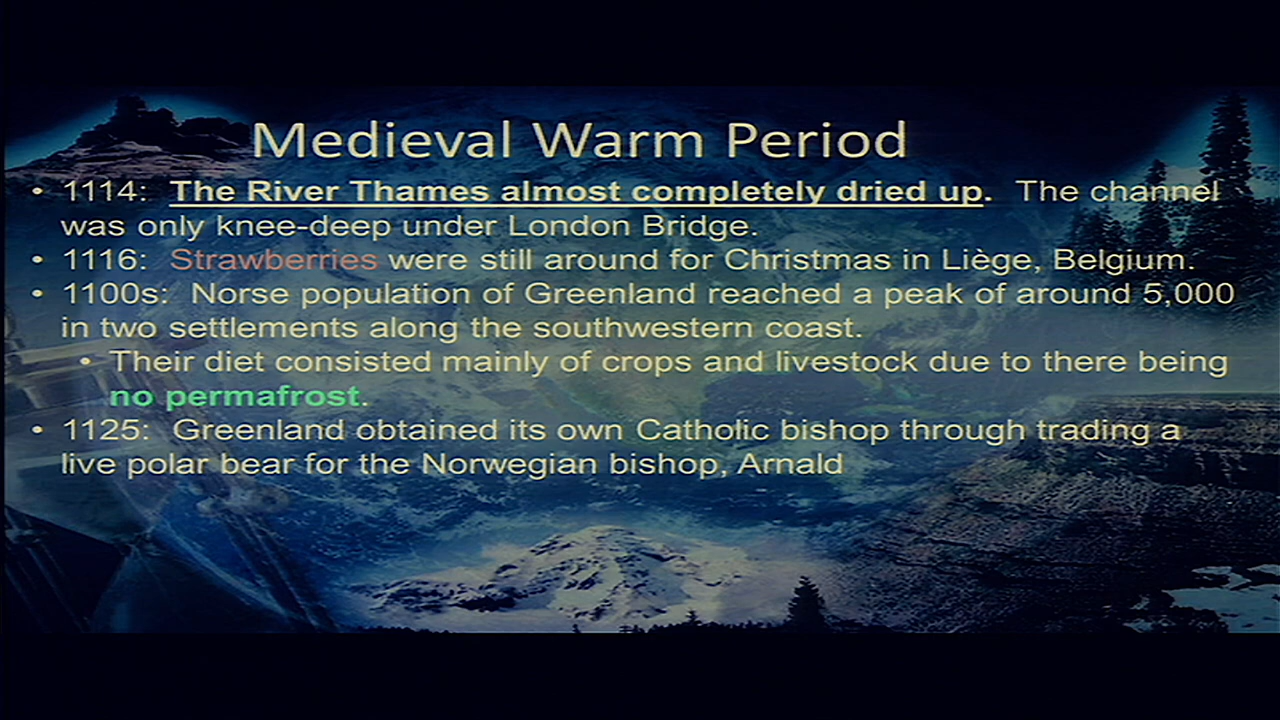 Medieval Warm Period
• 1114: The River Thames almost completely dried up. The channel
was only knee-deep under London Bridge.
• 1116: Strawberries were still around for Christmas in Liège, Belgium.
• 1100s: Norse population of Greenland reached a peak of around 5,000
in two settlements along the southwestern coast.
• Their diet consisted mainly of crops and livestock due to there being
no permafrost.
• 1125: Greenland obtained its own Catholic bishop through trading a
live polar bear for the Norwegian bishop, Arnald